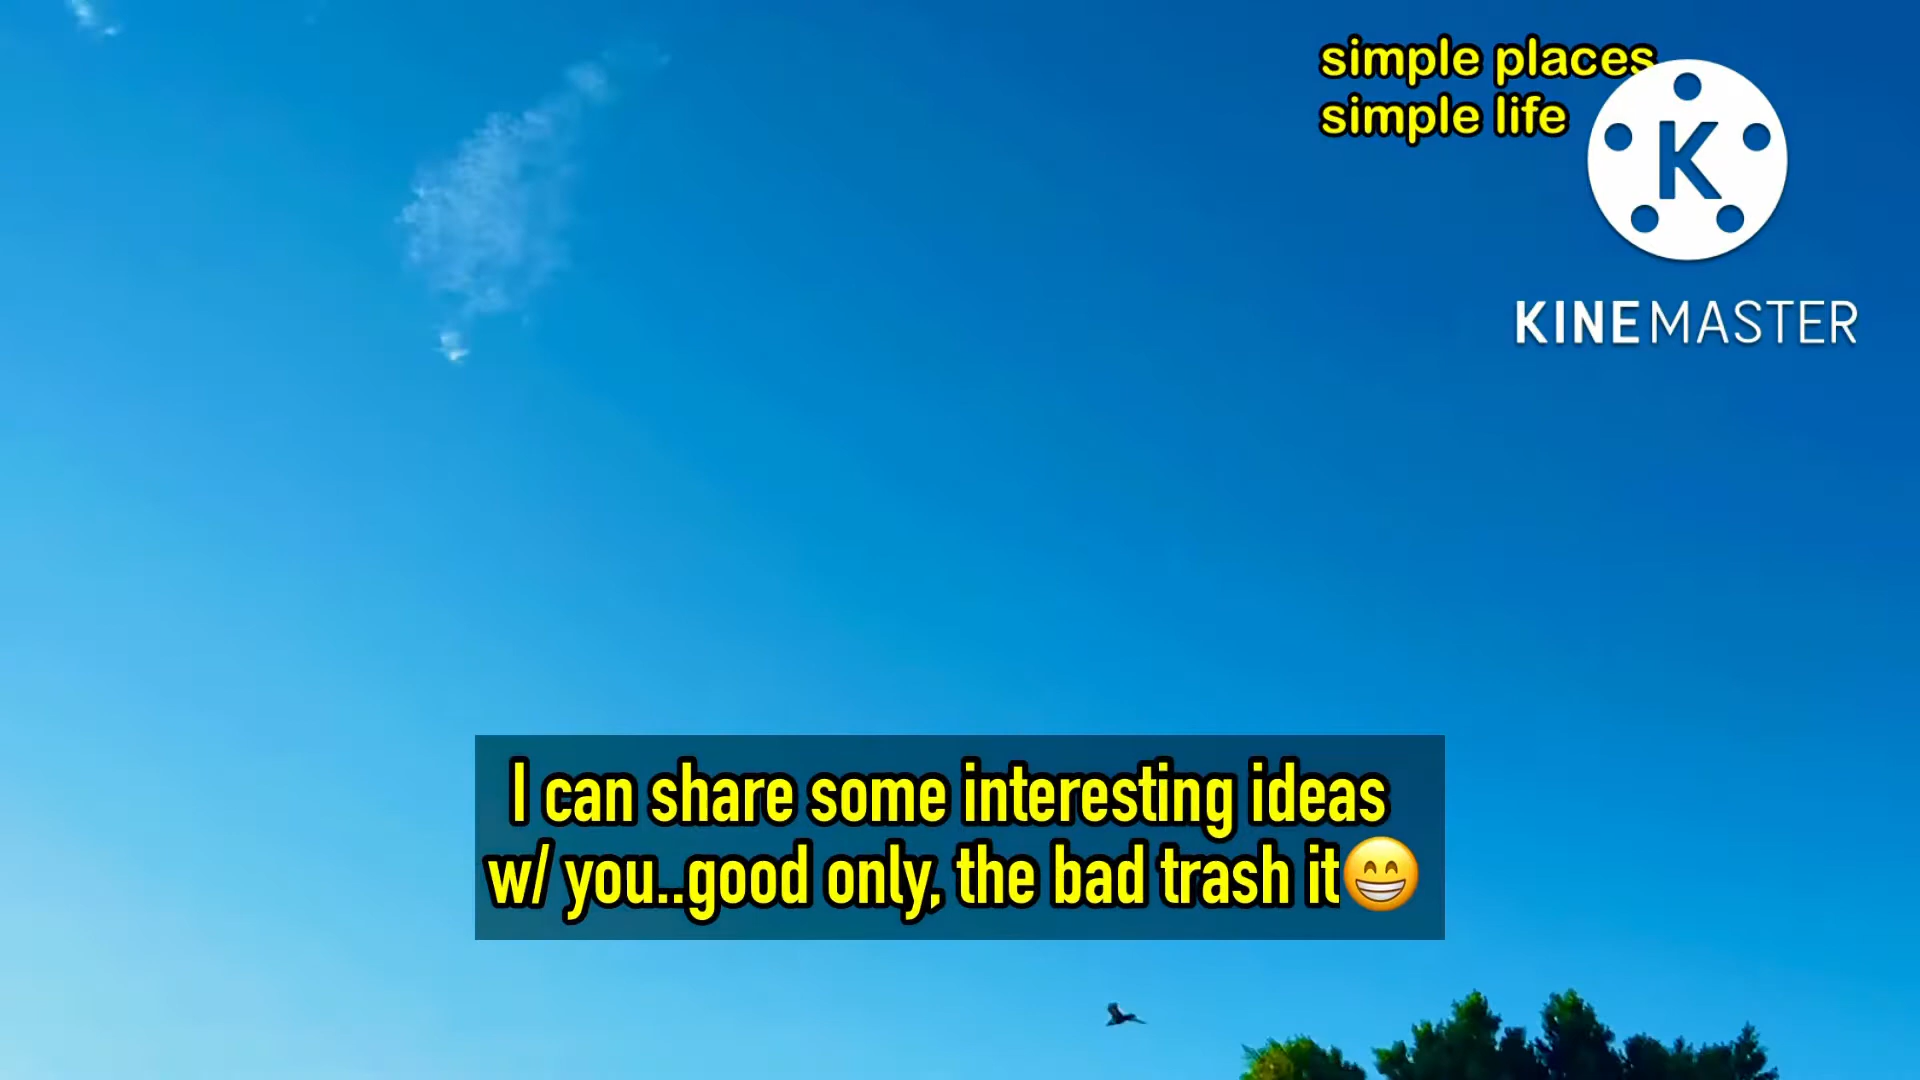 simple places
simple life
K
KINEMASTER
I can share some interesting ideas
w/ you..good only, the bad trash it😁